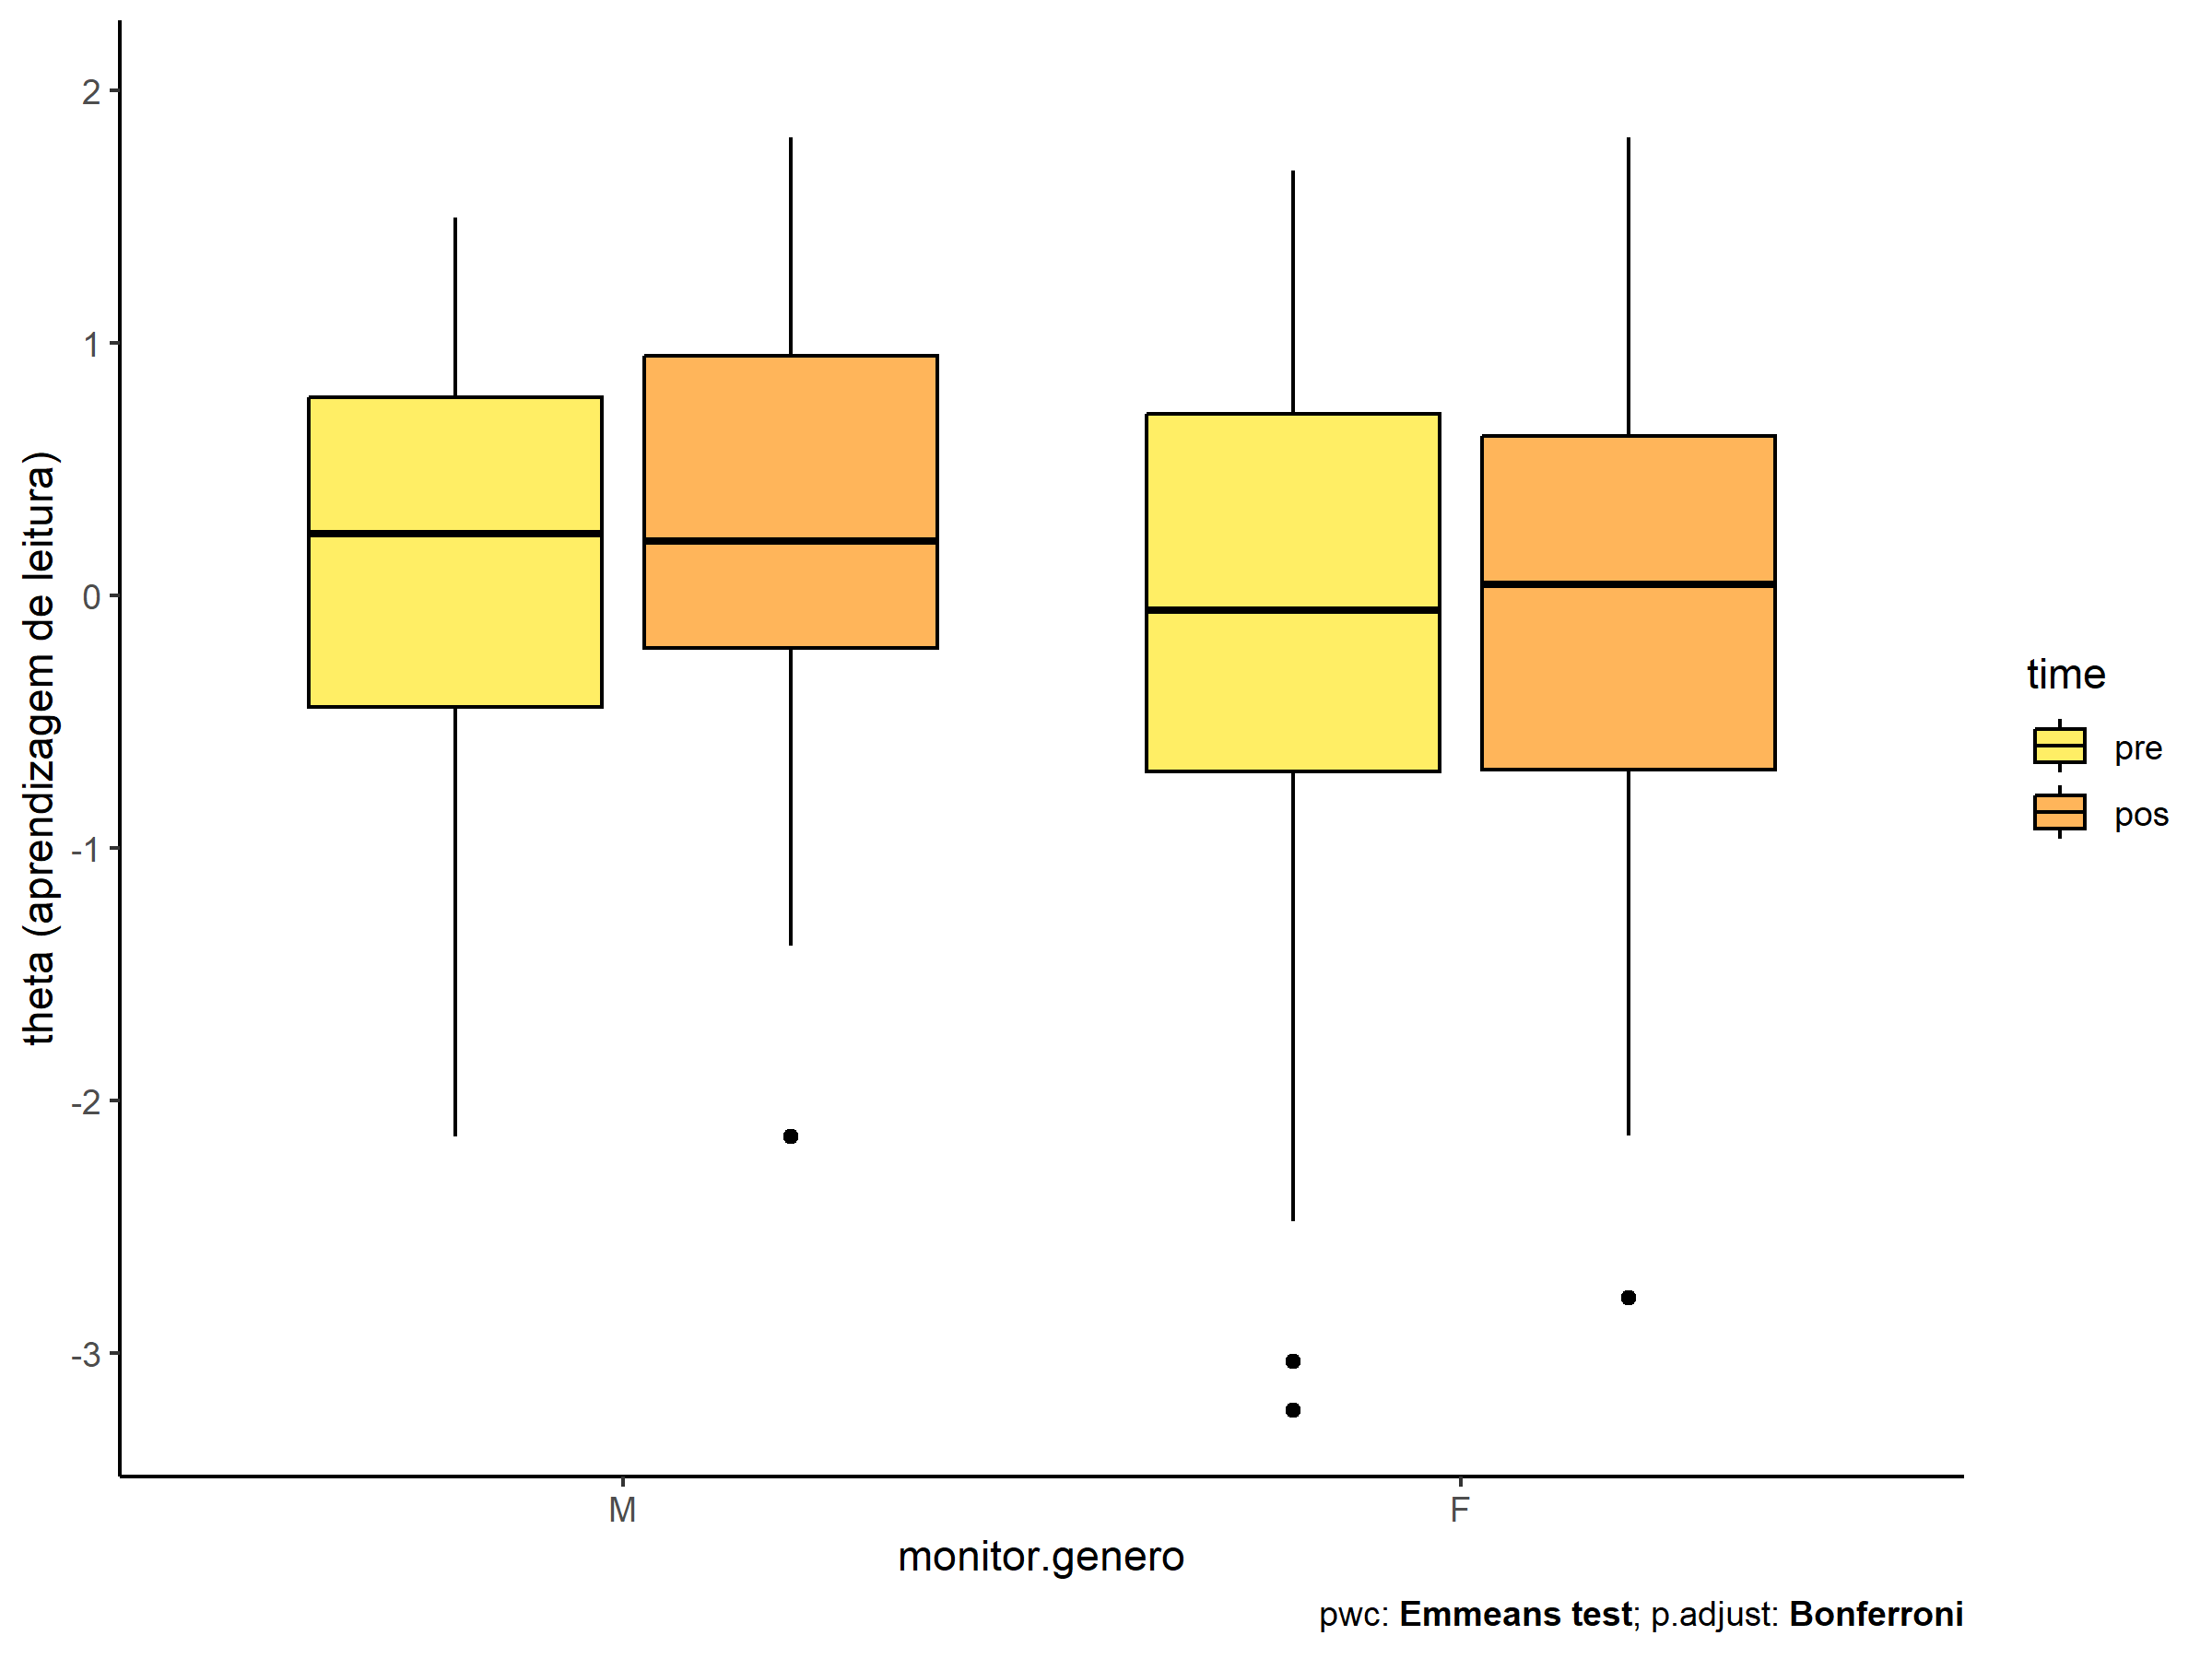 theta (aprendizagem de leitura)
2
1
0
-1
-2
-3
M
F
monitor.genero
time
pre
pos
pwc: Emmeans test; p.adjust: Bonferroni